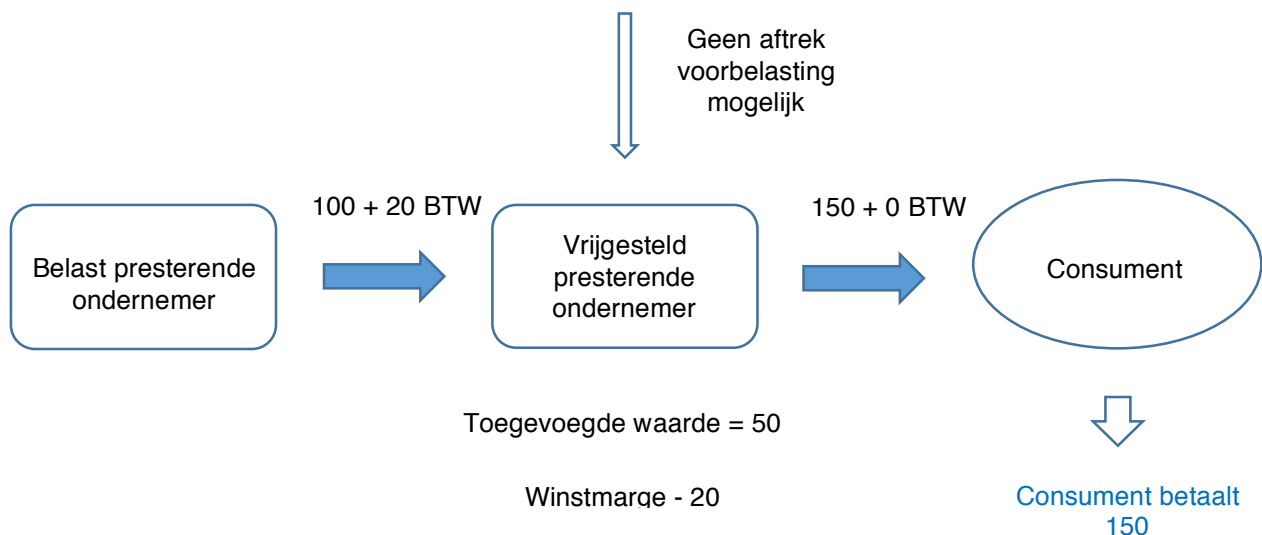 Geen aftrek
voorbelasting
mogelijk
100 + 20 BTW
150 + 0 BTW
Belast presterende
ondernemer
Vrijgesteld
presterende
ondernemer
Consument
Toegevoegde waarde = 50
Winstmarge - 20
Consument betaalt
150